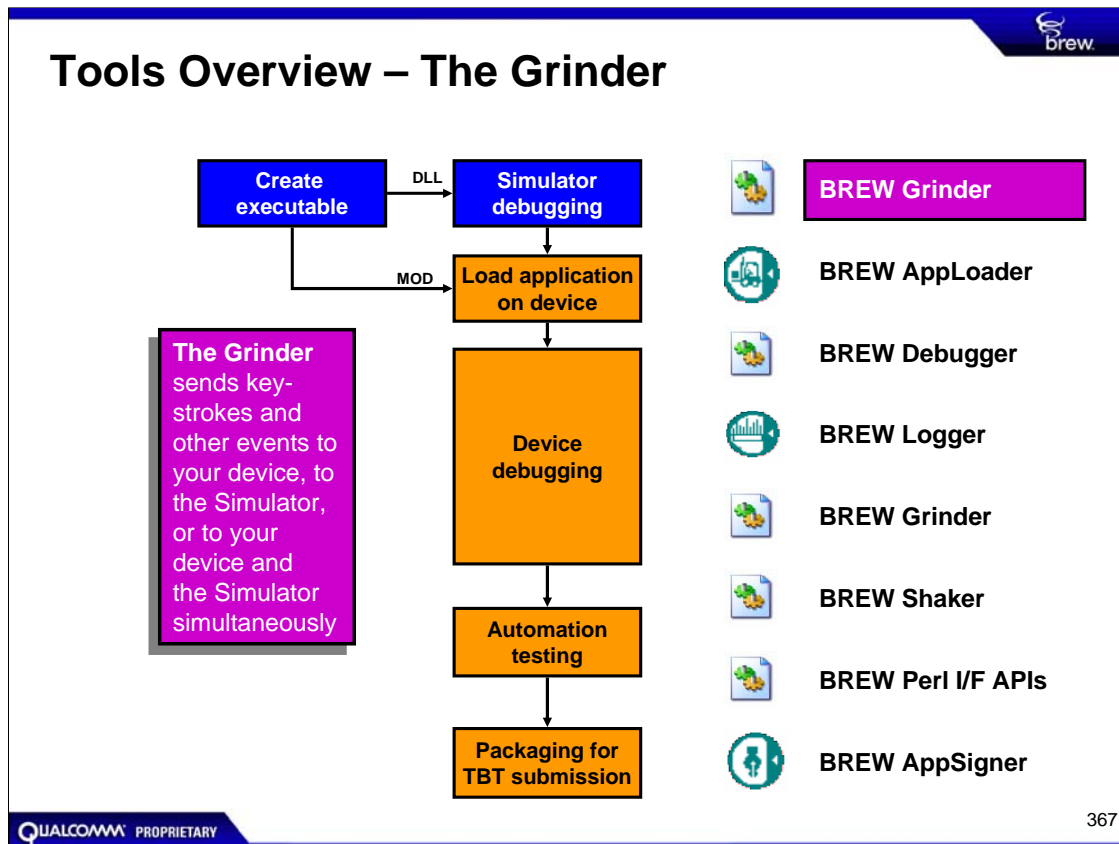 brew.
Tools Overview – The Grinder
Create
executable
DLL
Simulator
debugging
MOD
Load application
on device
The Grinder
sends key-
strokes and
other events to
your device, to
the Simulator,
or to your
device and
the Simulator
simultaneously
Device
debugging
Automation
testing
Packaging for
TBT submission
BREW Grinder
BREW AppLoader
BREW Debugger
BREW Logger
BREW Grinder
BREW Shaker
BREW Perl I/F APIs
BREW AppSigner
QUALCOMM PROPRIETARY
367